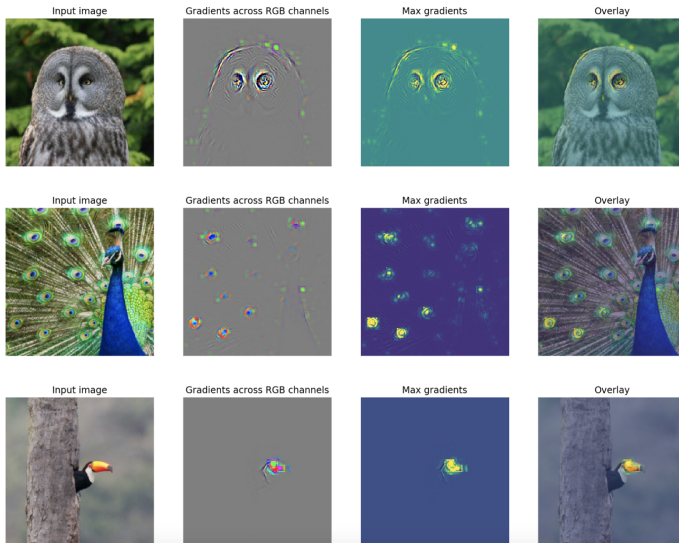 Input image
Gradients across RGB channels
Max gradients
Overlay
Input image
Gradients across RGB channels
Max gradients
Overlay
Input image
Gradients across RGB channels
Max gradients
Overlay